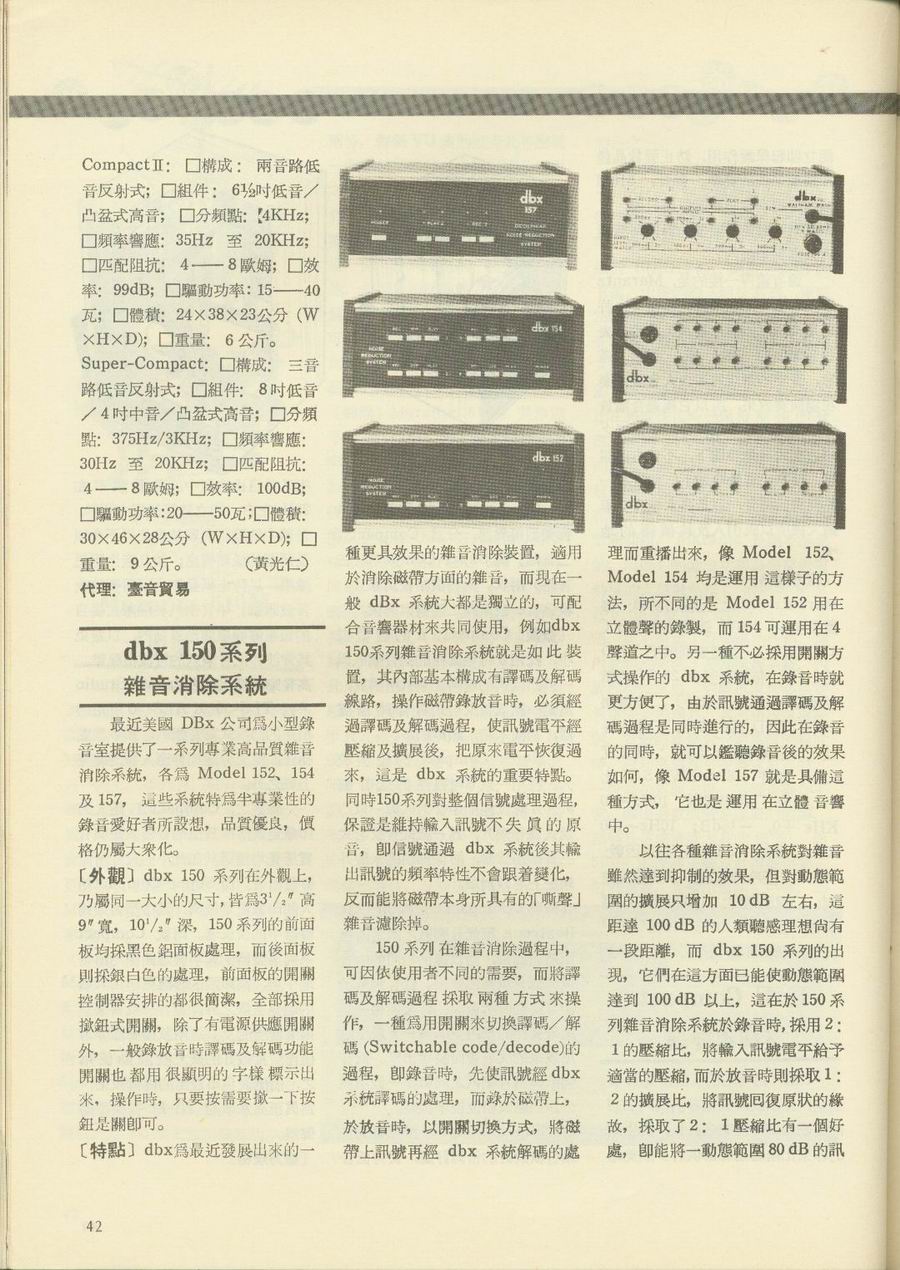 CompactⅡ： □構成： 兩音路低
音反射式；□組件： 6½吋低音／
凸盆式高音；□分頻點:【4KHz；
□頻率響應: 35Hz 至 20KHz；
□匹配阻抗： 4——8歐姆；□效
率: 99dB；□驅動功率: 15——40
瓦；□體積: 24×38×23公分（W
×H×D)；□重量: 6公斤。
Super-Compact: □構成: 三音
路低音反射式；□組件: 8吋低音
／4吋中音／凸盆式高音；□分頻
點: 375Hz/3KHz；□頻率響應:
30Hz 至 20KHz；□匹配阻抗:
4——8歐姆；□效率: 100dB；
□驅動功率:20——50瓦；□體積:
30×46×28公分（W×H×D)；□
重量: 9公斤。 （黃光仁）
代理: 臺音貿易
dbx 150系列
雜音消除系統
最近美國 DBx 公司爲小型錄
音室提供了一系列專業高品質雜音
消除系統，各爲 Model 152、154
及 157， 這些系統特爲半專業性的
錄音愛好者所設想，品質優良，價
格仍屬大衆化。
〔外觀〕dbx 150 系列在外觀上，
乃屬同一大小的尺寸，皆爲3¹/₂″ 高
9″ 寬，10¹/₂″ 深，150 系列的前面
板均採黑色鋁面板處理，而後面板
則採銀白色的處理，前面板的開關
控制器安排的都很簡潔，全部採用
撳鈕式開關，除了有電源供應開關
外，一般錄放音時譯碼及解碼功能
開關也都用很顯明的字樣標示出
來，操作時，只要按需要撳一下按
鈕是關卽可。
〔特點〕dbx爲最近發展出來的一
dbx
157
DECOLINEAR
NOISE REDUCTION
SYSTEM
dbx 154
NOISE
REDUCTION
SYSTEM
dbx 152
NOISE
REDUCTION
SYSTEM
dbx
dbx
dbx
種更具效果的雜音消除裝置，適用
於消除磁帶方面的雜音，而現在一
般 dBx 系統大都是獨立的，可配
合音響器材來共同使用，例如dbx
150系列雜音消除系統就是如此裝
置，其內部基本構成有譯碼及解碼
線路，操作磁帶錄放音時，必須經
過譯碼及解碼過程，使訊號電平經
壓縮及擴展後，把原來電平恢復過
來，這是 dbx 系統的重要特點。
同時150系列對整個信號處理過程，
保證是維持輸入訊號不失眞的原
音，卽信號通過 dbx 系統後其輸
出訊號的頻率特性不會跟着變化，
反而能將磁帶本身所具有的「嘶聲」
雜音濾除掉。
150 系列在雜音消除過程中，
可因依使用者不同的需要，而將譯
碼及解碼過程採取兩種方式來操
作，一種爲用開關來切換譯碼／解
碼 (Switchable code/decode)的
過程，卽錄音時，先使訊號經 dbx
系統譯碼的處理，而錄於磁帶上，
於放音時，以開關切換方式，將磁
帶上訊號再經 dbx 系統解碼的處
理而重播出來，像 Model 152、
Model 154 均是運用這樣子的方
法，所不同的是 Model 152 用在
立體聲的錄製，而 154 可運用在 4
聲道之中。另一種不必採用開關方
式操作的 dbx 系統，在錄音時就
更方便了，由於訊號通過譯碼及解
碼過程是同時進行的，因此在錄音
的同時，就可以鑑聽錄音後的效果
如何，像 Model 157 就是具備這
種方式， 它也是運用在立體音響
中。
以往各種雜音消除系統對雜音
雖然達到抑制的效果，但對動態範
圍的擴展只增加 10 dB 左右，這
距達 100 dB 的人類聽感理想尚有
一段距離，而 dbx 150 系列的出
現，它們在這方面已能使動態範圍
達到 100 dB 以上，這在於 150 系
列雜音消除系統於錄音時，採用 2：
1 的壓縮比，將輸入訊號電平給予
適當的壓縮，而於放音時則採取 1：
2 的擴展比，將訊號回復原狀的緣
故，採取了 2： 1 壓縮比有一個好
處，卽能將一動態範圍 80 dB 的訊
42